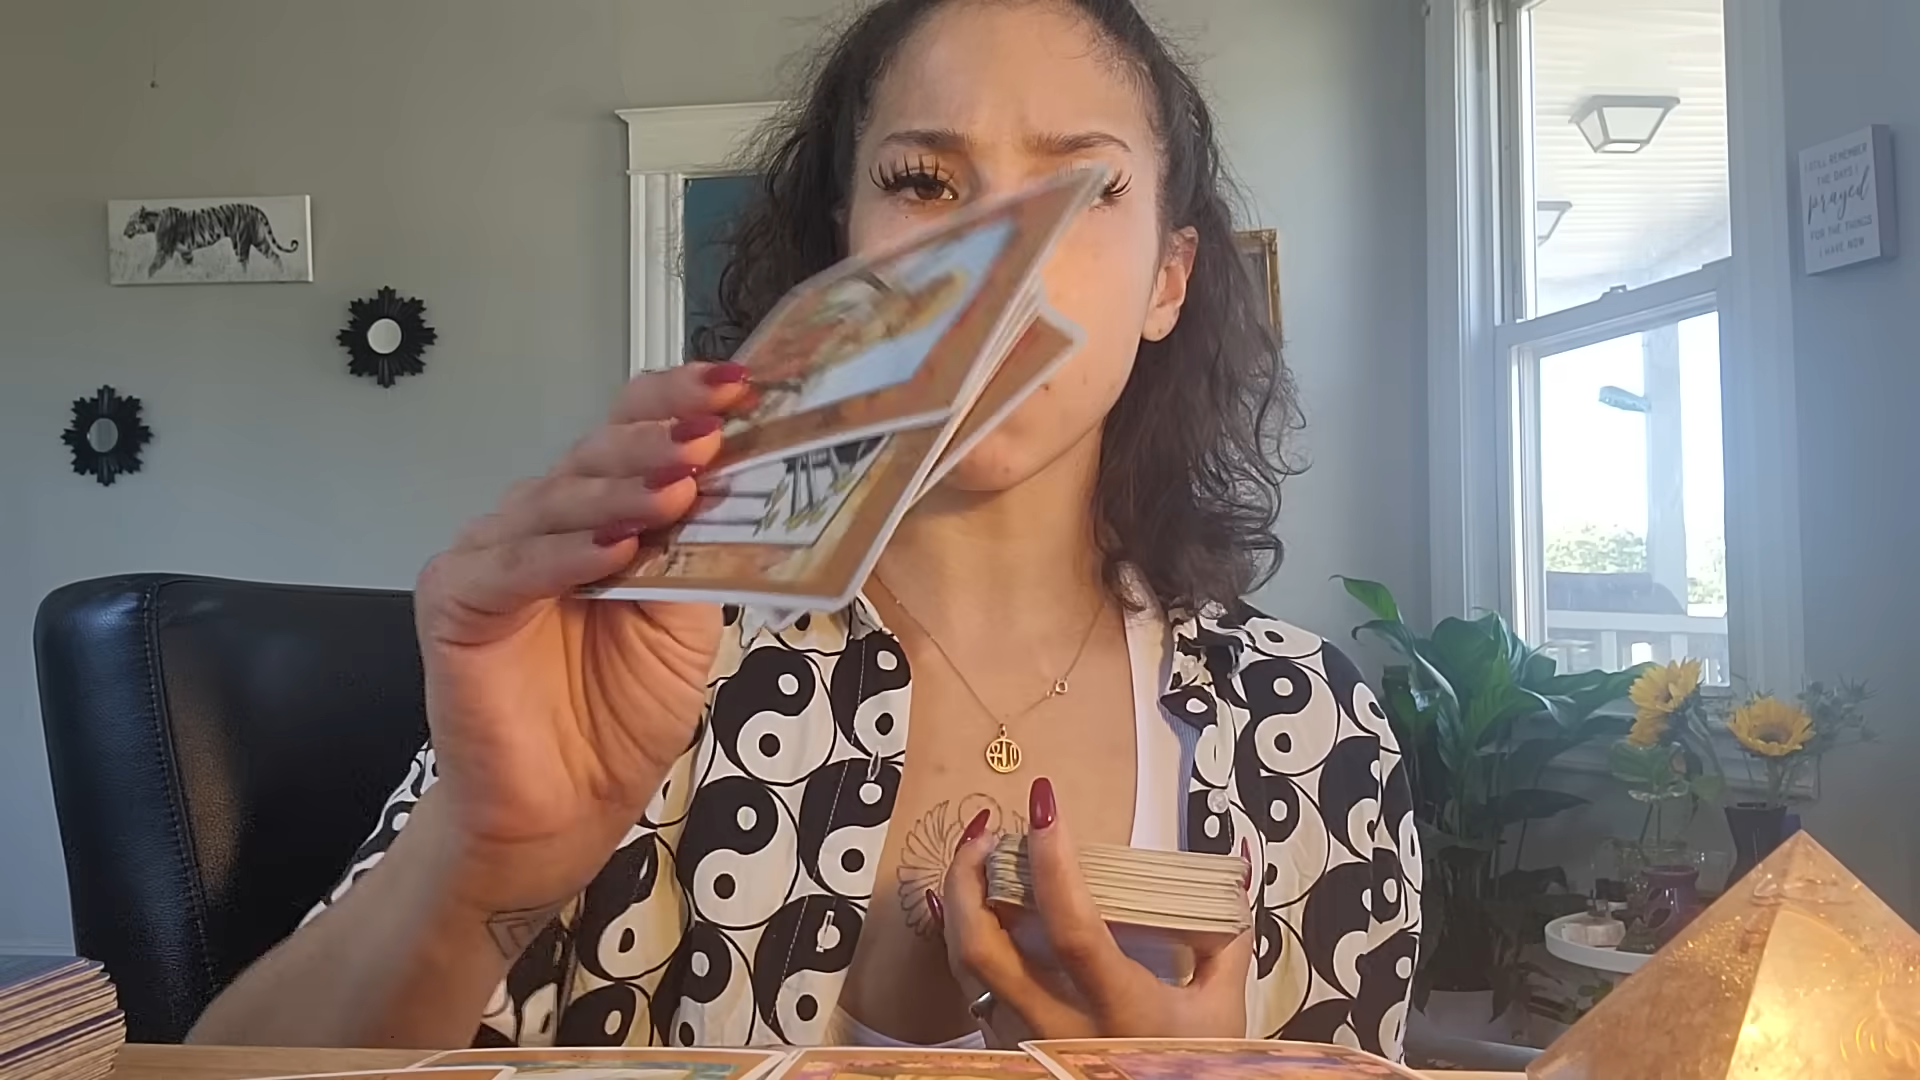 I STILL REMEMBER
THE DAYS I
prayed
FOR THE THINGS
I HAVE NOW